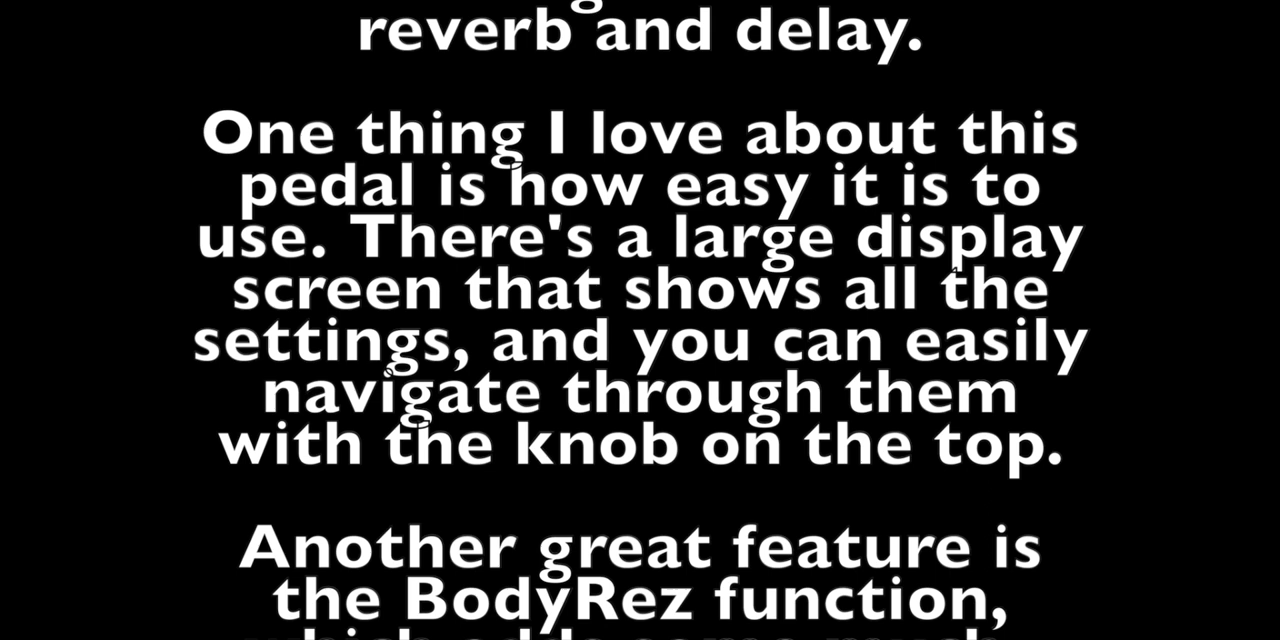 reverb and delay.
One thing I love about this
pedal is how easy it is to
use. There's a large display
screen that shows all the
settings, and you can easily
navigate through them
with the knob on the top.
Another great feature is
the BodyRez function,